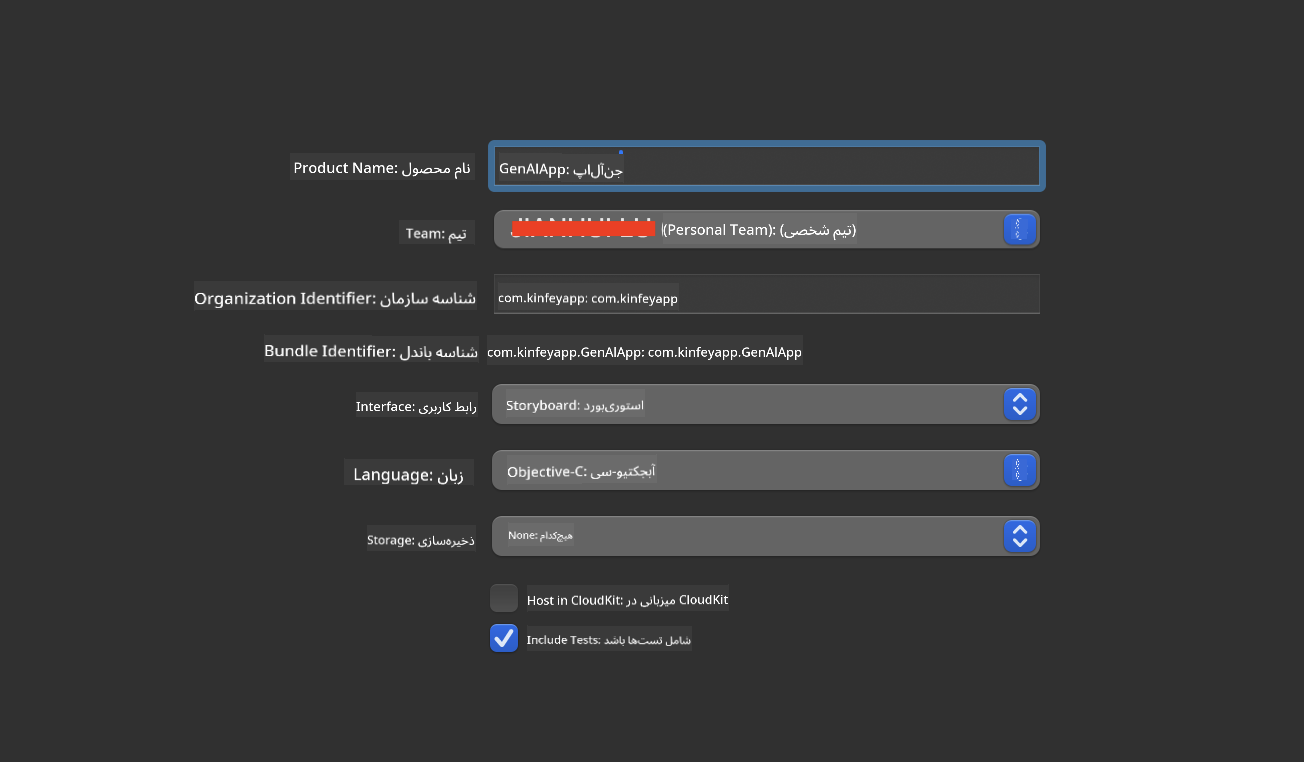 Product Name: نام محصول
GenAIApp: جن‌آل‌اپ
Team: تیم
(Personal Team): (تیم شخصی)
Organization Identifier: شناسه سازمان
com.kinfeyapp: com.kinfeyapp
Bundle Identifier: شناسه باندل
com.kinfeyapp.GenAIApp: com.kinfeyapp.GenAIApp
Interface: رابط کاربری
Storyboard: استوری‌بورد
Language: زبان
Objective-C: آبجکتیو-سی
Storage: ذخیره‌سازی
None: هیچ‌کدام
Host in CloudKit: میزبانی در CloudKit
Include Tests: شامل تست‌ها باشد